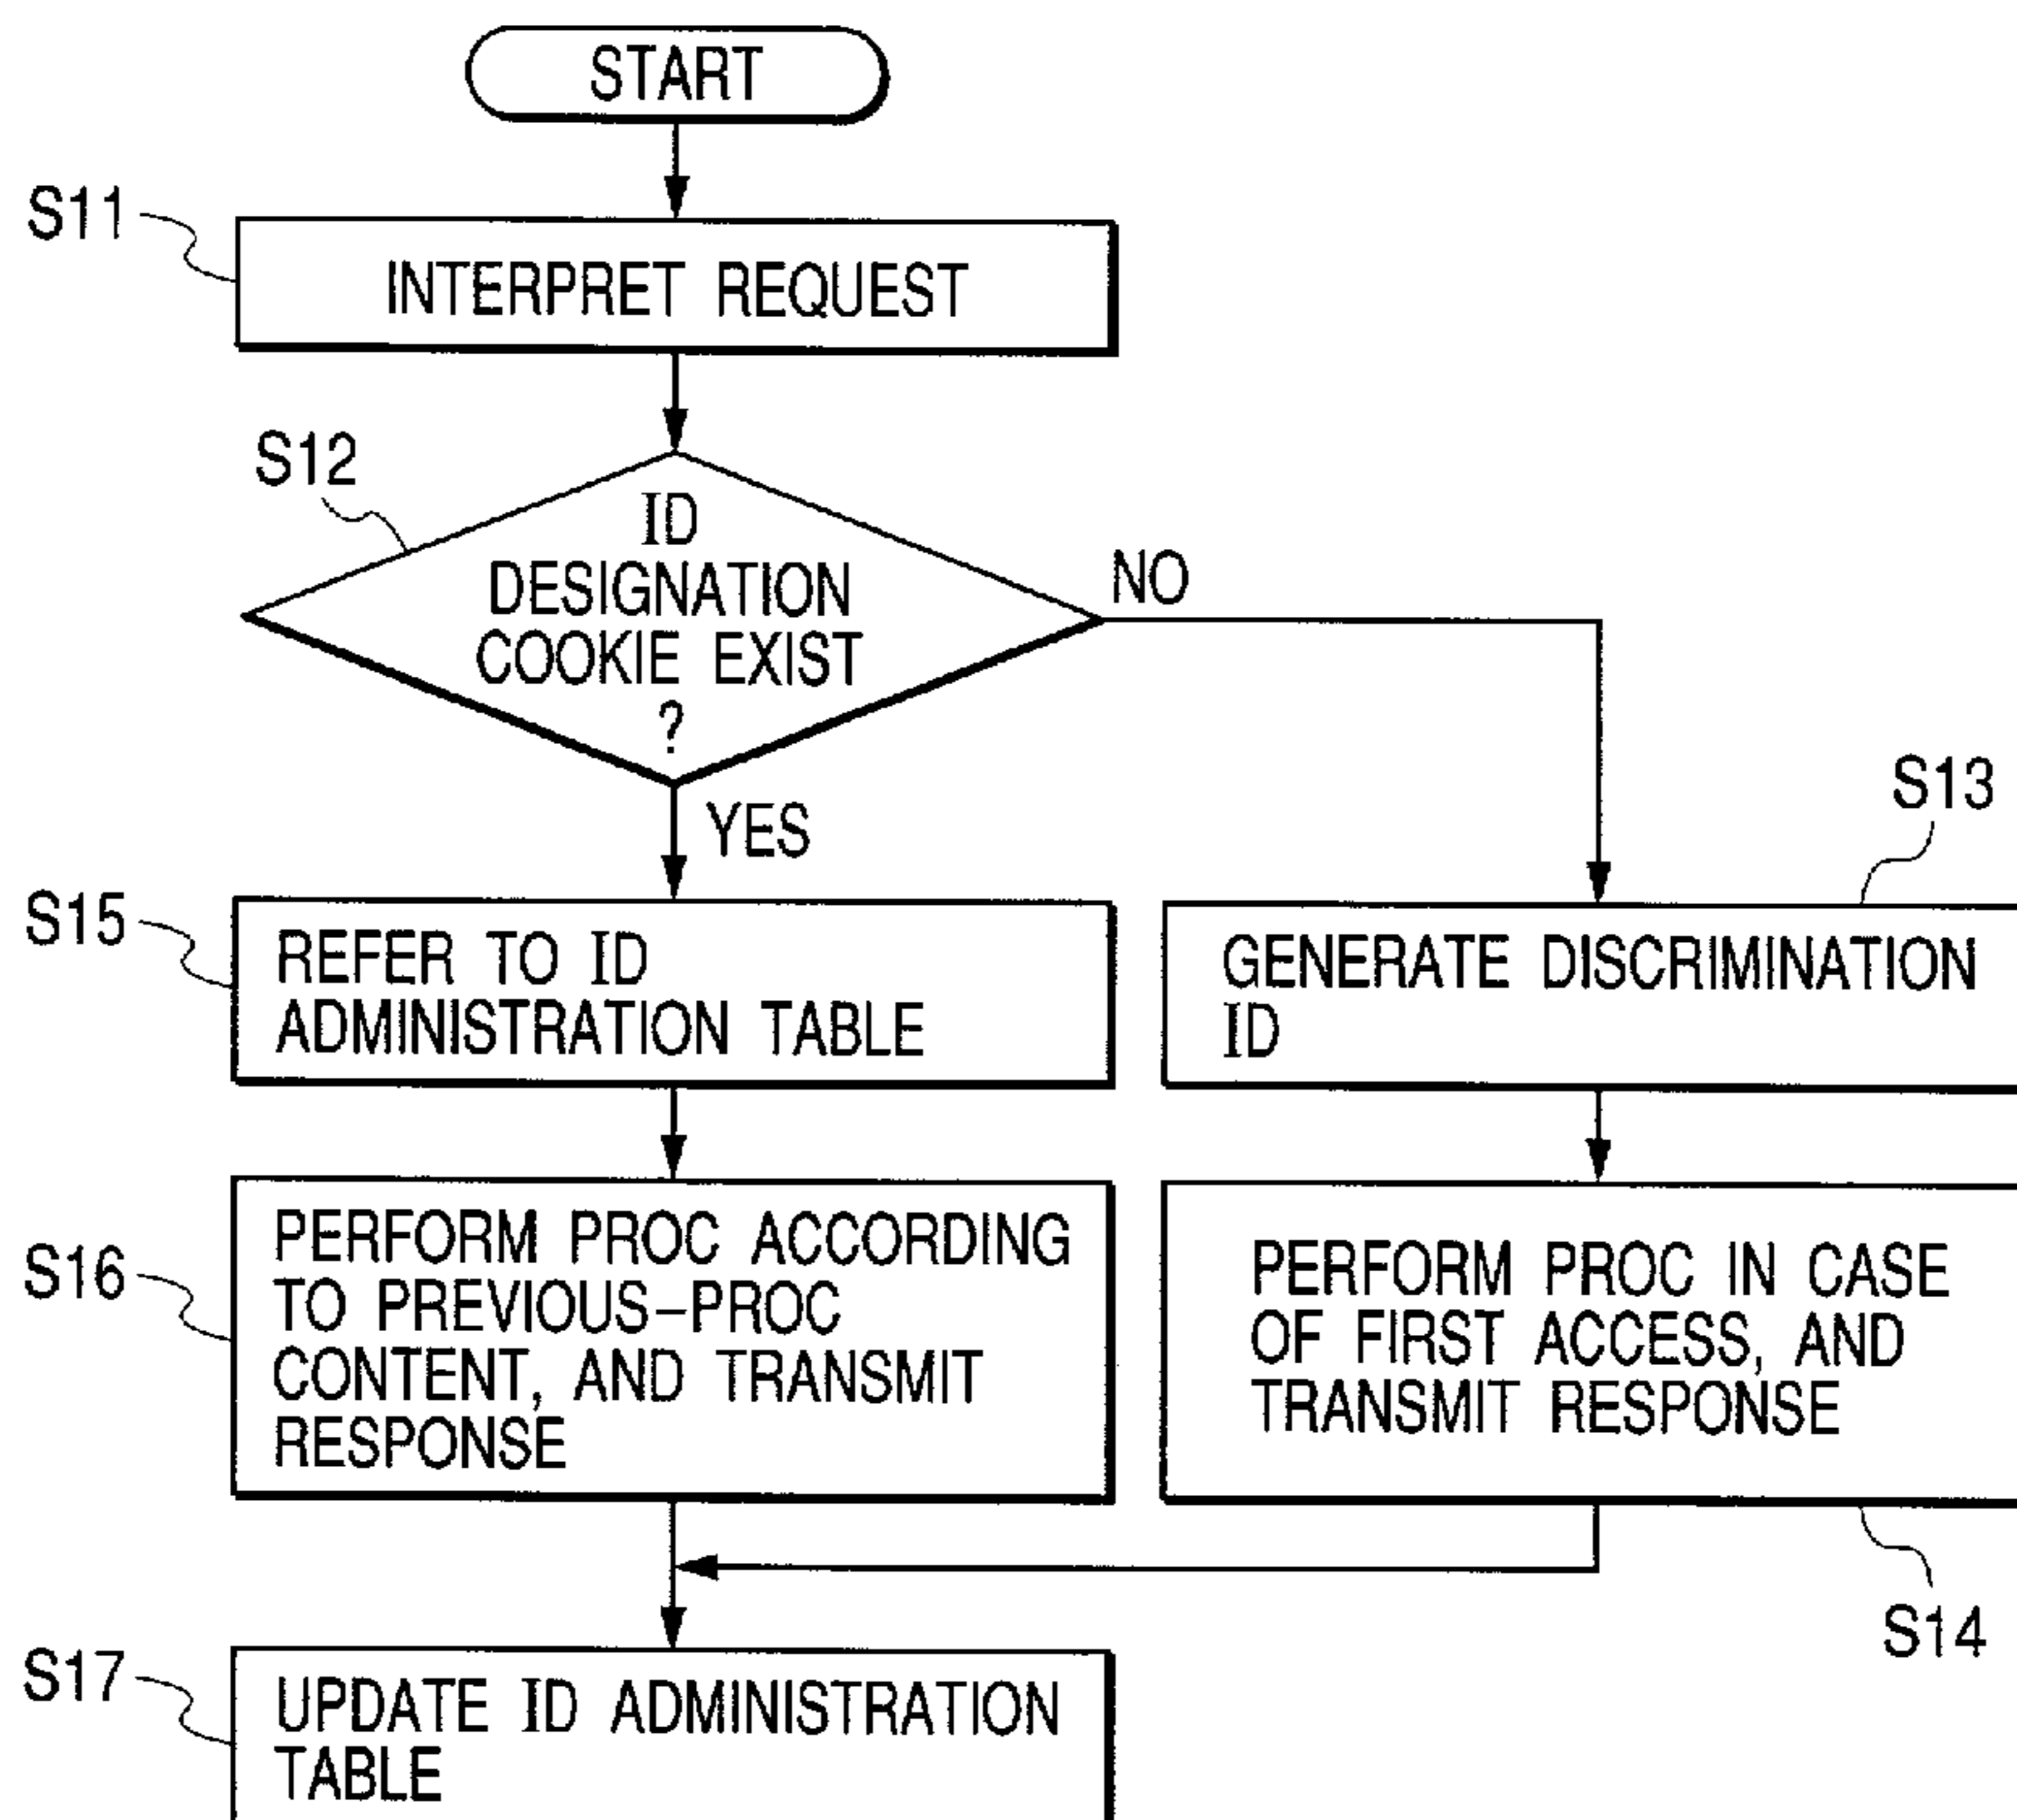 START
S11
INTERPRET REQUEST
S12
ID
DESIGNATION
COOKIE EXIST
?
NO
YES
S13
S15
REFER TO ID
ADMINISTRATION TABLE
GENERATE DISCRIMINATION
ID
S16
PERFORM PROC ACCORDING
TO PREVIOUS-PROC
CONTENT, AND TRANSMIT
RESPONSE
PERFORM PROC IN CASE
OF FIRST ACCESS, AND
TRANSMIT RESPONSE
S14
S17
UPDATE ID ADMINISTRATION
TABLE